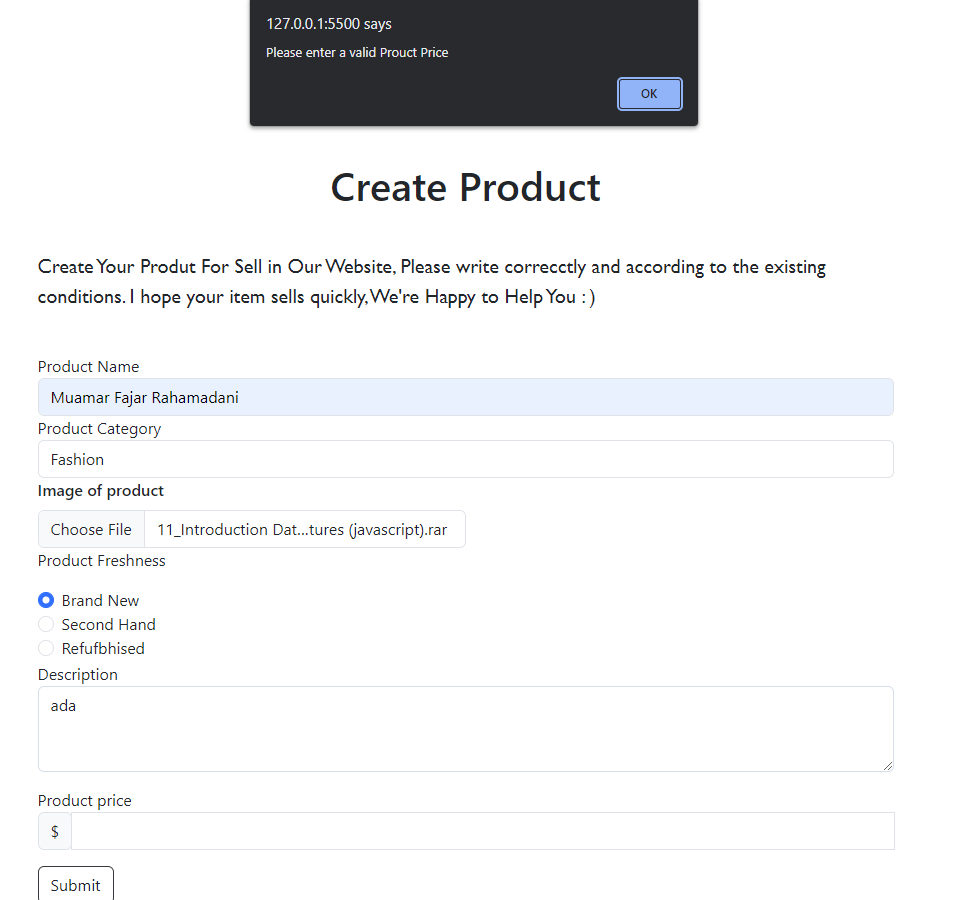 127.0.0.1:5500 says
Please enter a valid Prouct Price
OK
Create Product
Create Your Produt For Sell in Our Website, Please write correcctly and according to the existing
conditions. I hope your item sells quickly, We're Happy to Help You : )
Product Name
Muamar Fajar Rahamadani
Product Category
Fashion
Image of product
Choose File 11_Introduction Dat...tures (javascript).rar
Product Freshness
Brand New
Second Hand
Refufbhised
Description
ada
Product price
$
Submit